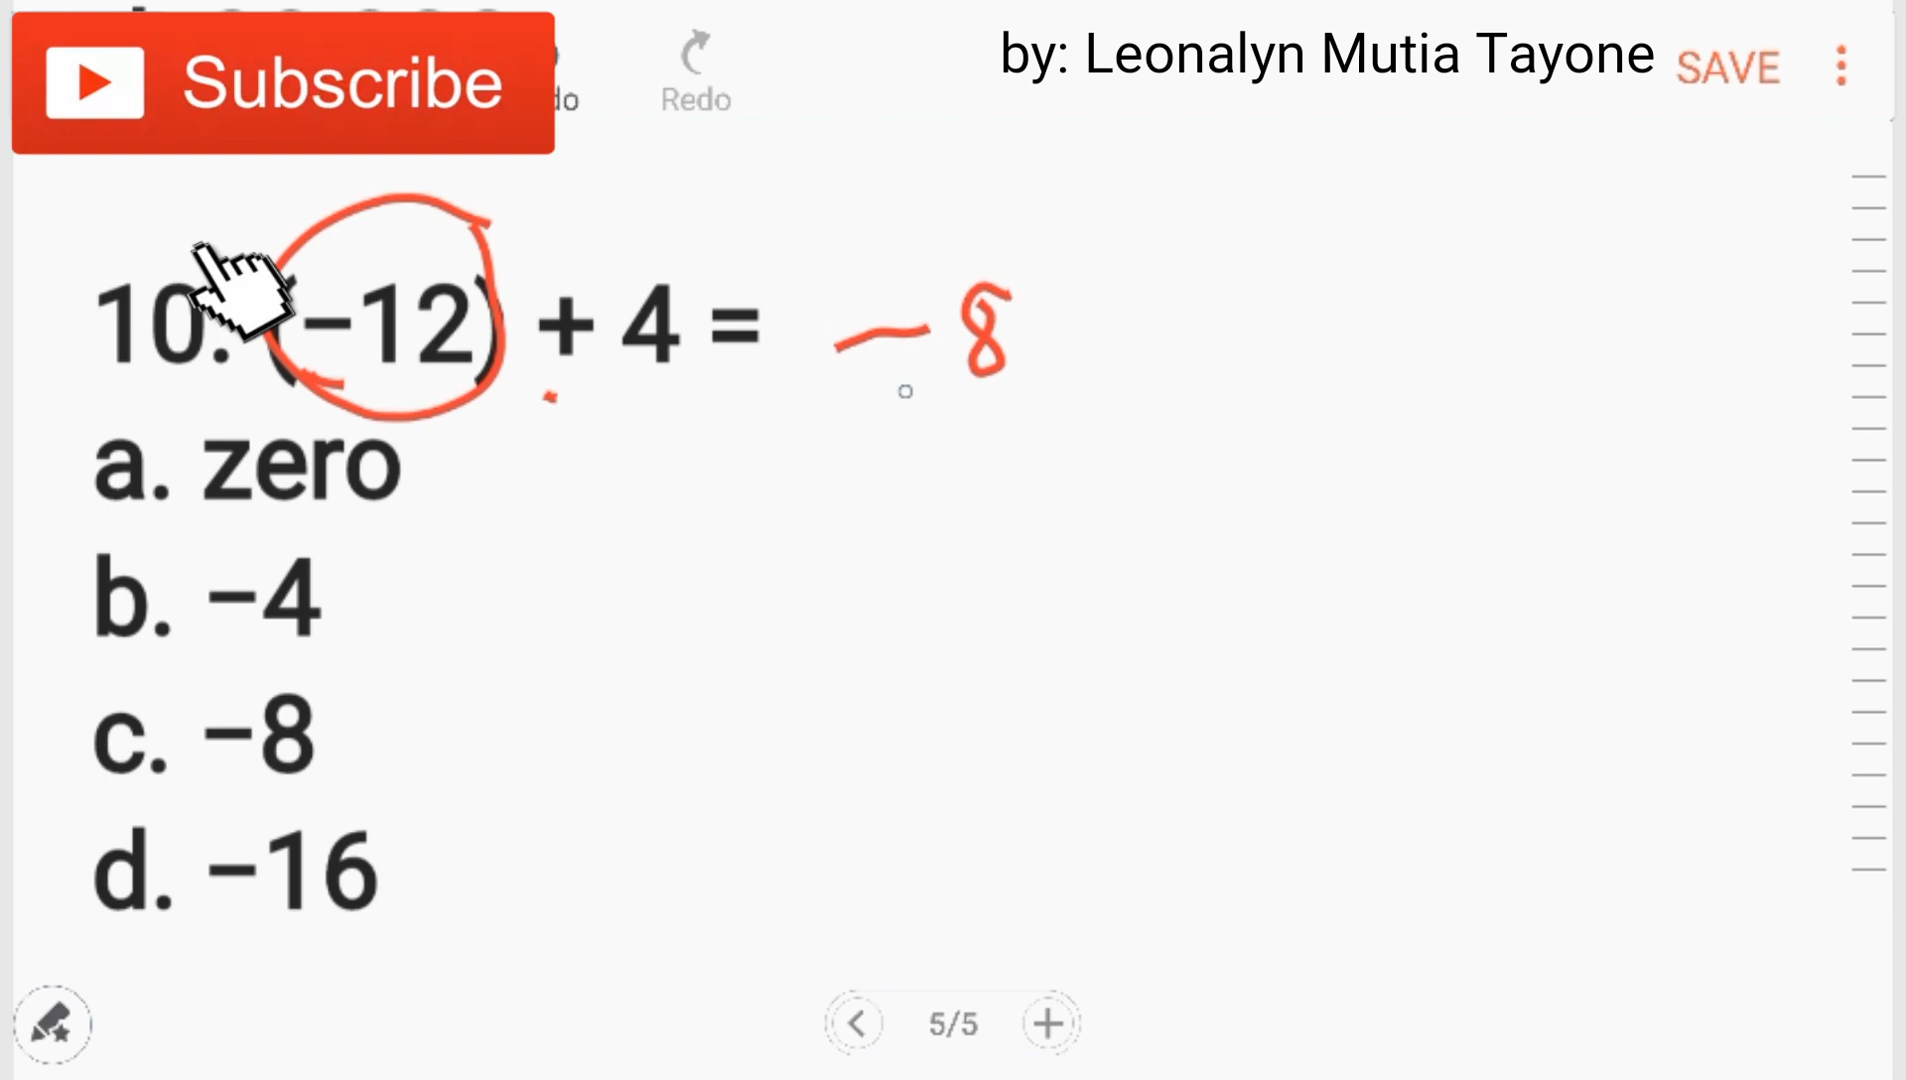 Subscribe
Redo
by: Leonalyn Mutia Tayone
SAVE
10. (−12) + 4 = − 8
a. zero
b. −4
c. −8
d. −16
5/5